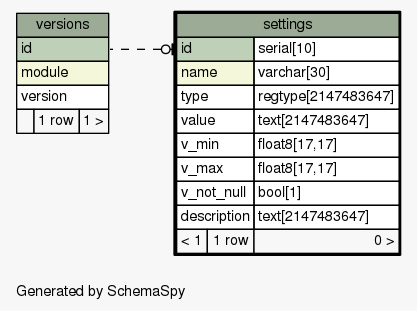 versions
id
module
version
1 row 1 >
settings
id serial[10]
name varchar[30]
type regtype[2147483647]
value text[2147483647]
v_min float8[17,17]
v_max float8[17,17]
v_not_null bool[1]
description text[2147483647]
< 1 1 row 0 >
Generated by SchemaSpy